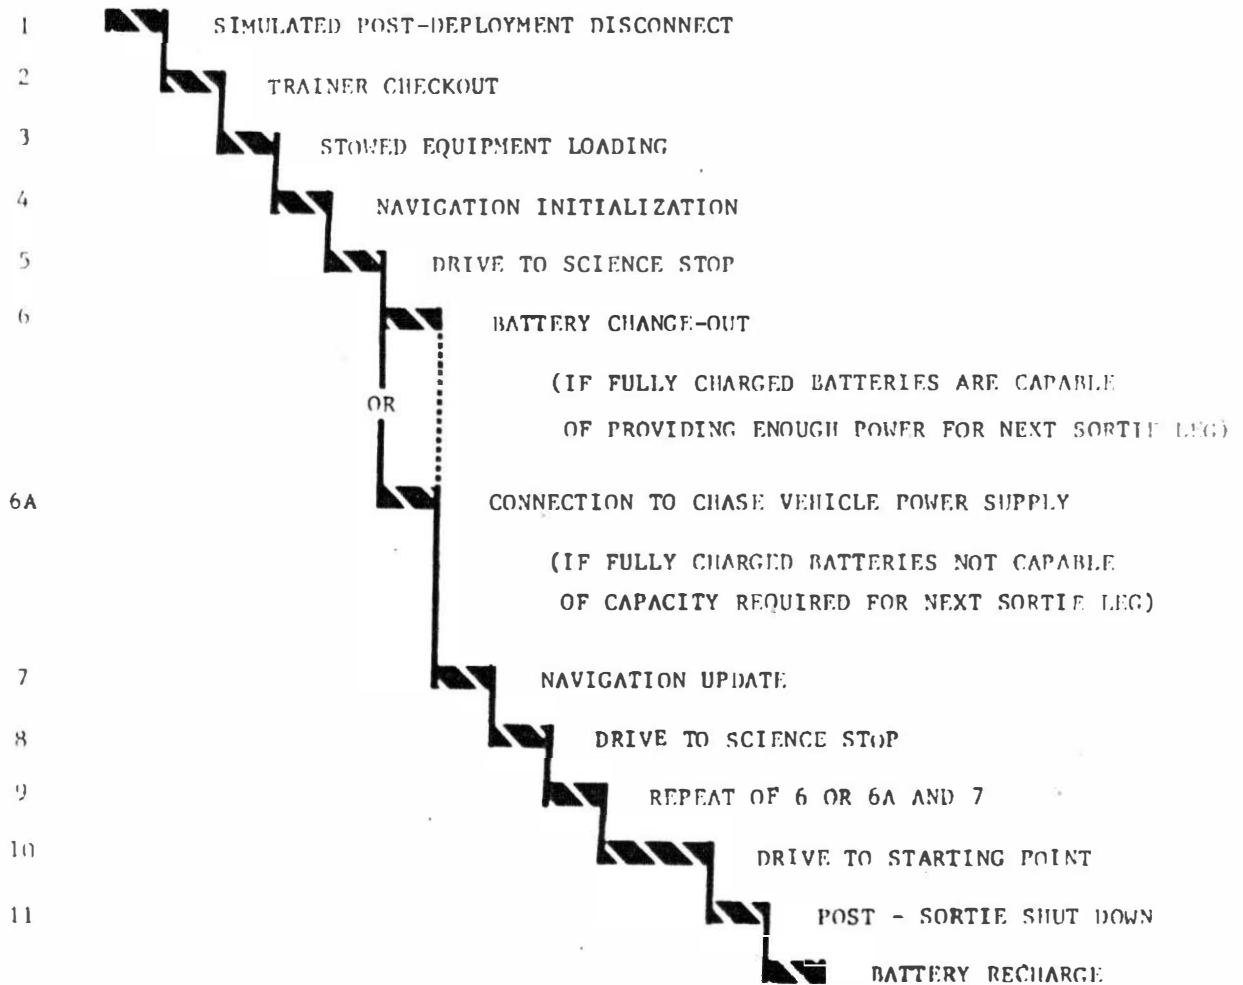 1 SIMULATED POST-DEPLOYMENT DISCONNECT
2 TRAINER CHECKOUT
3 STOWED EQUIPMENT LOADING
4 NAVIGATION INITIALIZATION
5 DRIVE TO SCIENCE STOP
6 BATTERY CHANGE-OUT
(IF FULLY CHARGED BATTERIES ARE CAPABLE
OR
OF PROVIDING ENOUGH POWER FOR NEXT SORTIE LEG)
6A CONNECTION TO CHASE VEHICLE POWER SUPPLY
(IF FULLY CHARGED BATTERIES NOT CAPABLE
OF CAPACITY REQUIRED FOR NEXT SORTIE LEG)
7 NAVIGATION UPDATE
8 DRIVE TO SCIENCE STOP
9 REPEAT OF 6 OR 6A AND 7
10 DRIVE TO STARTING POINT
11 POST - SORTIE SHUT DOWN
BATTERY RECHARGE